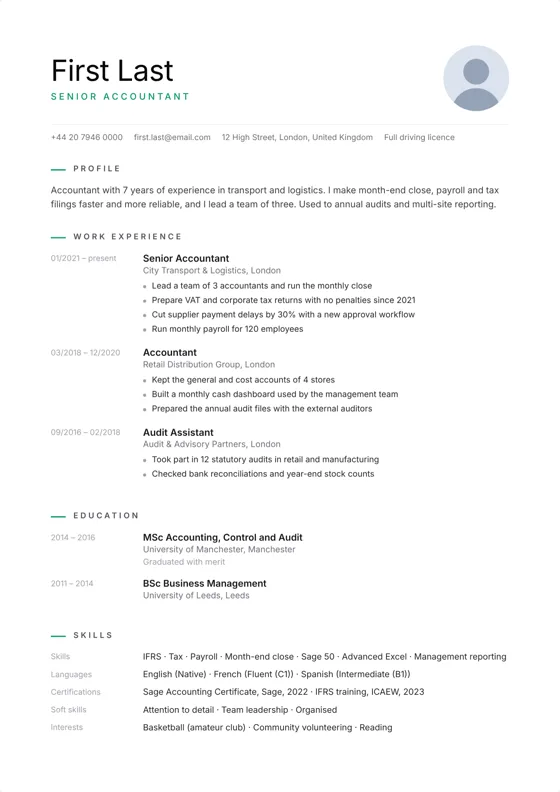 First Last
SENIOR ACCOUNTANT
+44 20 7946 0000 first.last@email.com 12 High Street, London, United Kingdom Full driving licence
PROFILE
Accountant with 7 years of experience in transport and logistics. I make month-end close, payroll and tax
filings faster and more reliable, and I lead a team of three. Used to annual audits and multi-site reporting.
WORK EXPERIENCE
01/2021 – present Senior Accountant
City Transport & Logistics, London
• Lead a team of 3 accountants and run the monthly close
• Prepare VAT and corporate tax returns with no penalties since 2021
• Cut supplier payment delays by 30% with a new approval workflow
• Run monthly payroll for 120 employees
03/2018 – 12/2020 Accountant
Retail Distribution Group, London
• Kept the general and cost accounts of 4 stores
• Built a monthly cash dashboard used by the management team
• Prepared the annual audit files with the external auditors
09/2016 – 02/2018 Audit Assistant
Audit & Advisory Partners, London
• Took part in 12 statutory audits in retail and manufacturing
• Checked bank reconciliations and year-end stock counts
EDUCATION
2014 – 2016 MSc Accounting, Control and Audit
University of Manchester, Manchester
Graduated with merit
2011 – 2014 BSc Business Management
University of Leeds, Leeds
SKILLS
Skills IFRS · Tax · Payroll · Month-end close · Sage 50 · Advanced Excel · Management reporting
Languages English (Native) · French (Fluent (C1)) · Spanish (Intermediate (B1))
Certifications Sage Accounting Certificate, Sage, 2022 · IFRS training, ICAEW, 2023
Soft skills Attention to detail · Team leadership · Organised
Interests Basketball (amateur club) · Community volunteering · Reading